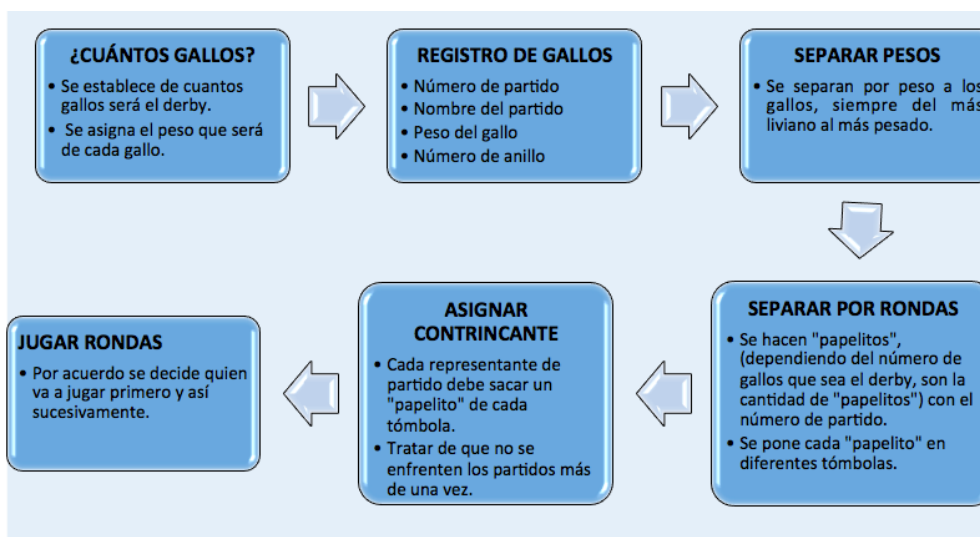 ¿CUÁNTOS GALLOS?
• Se establece de cuantos
gallos será el derby.
• Se asigna el peso que será
de cada gallo.
REGISTRO DE GALLOS
• Número de partido
• Nombre del partido
• Peso del gallo
• Número de anillo
SEPARAR PESOS
• Se separan por peso a los
gallos, siempre del más
liviano al más pesado.
SEPARAR POR RONDAS
• Se hacen "papelitos",
(dependiendo del número de
gallos que sea el derby, son la
cantidad de "papelitos") con el
número de partido.
• Se pone cada "papelito" en
diferentes tómbolas.
ASIGNAR
CONTRINCANTE
• Cada representante de
partido debe sacar un
"papelito" de cada
tómbola.
• Tratar de que no se
enfrenten los partidos más
de una vez.
JUGAR RONDAS
• Por acuerdo se decide quien
va a jugar primero y así
sucesivamente.